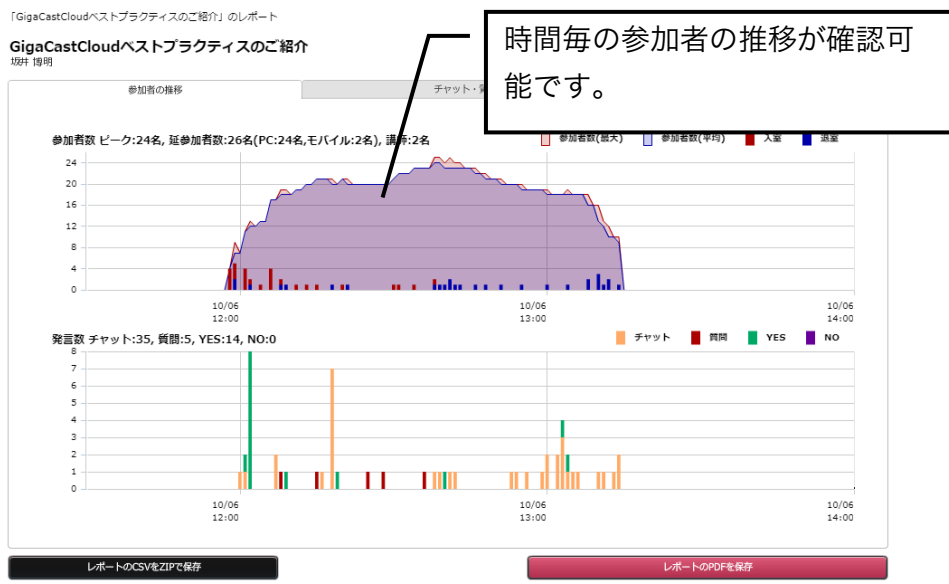 「GigaCastCloudベストプラクティスのご紹介」のレポート
GigaCastCloudベストプラクティスのご紹介
坂井 博明
時間毎の参加者の推移が確認可
能です。
参加者の推移
チャット・
参加者数 ピーク:24名, 延参加者数:26名(PC:24名,モバイル:2名), 講師:2名
参加者数(最大) 参加者数(平均) 入室 退室
24
20
16
12
8
4
0
10/06 10/06 10/06
12:00 13:00 14:00
発言数 チャット:35, 質問:5, YES:14, NO:0
チャット 質問 YES NO
8
7
6
5
4
3
2
1
0
10/06 10/06 10/06
12:00 13:00 14:00
レポートのCSVをZIPで保存
レポートのPDFを保存